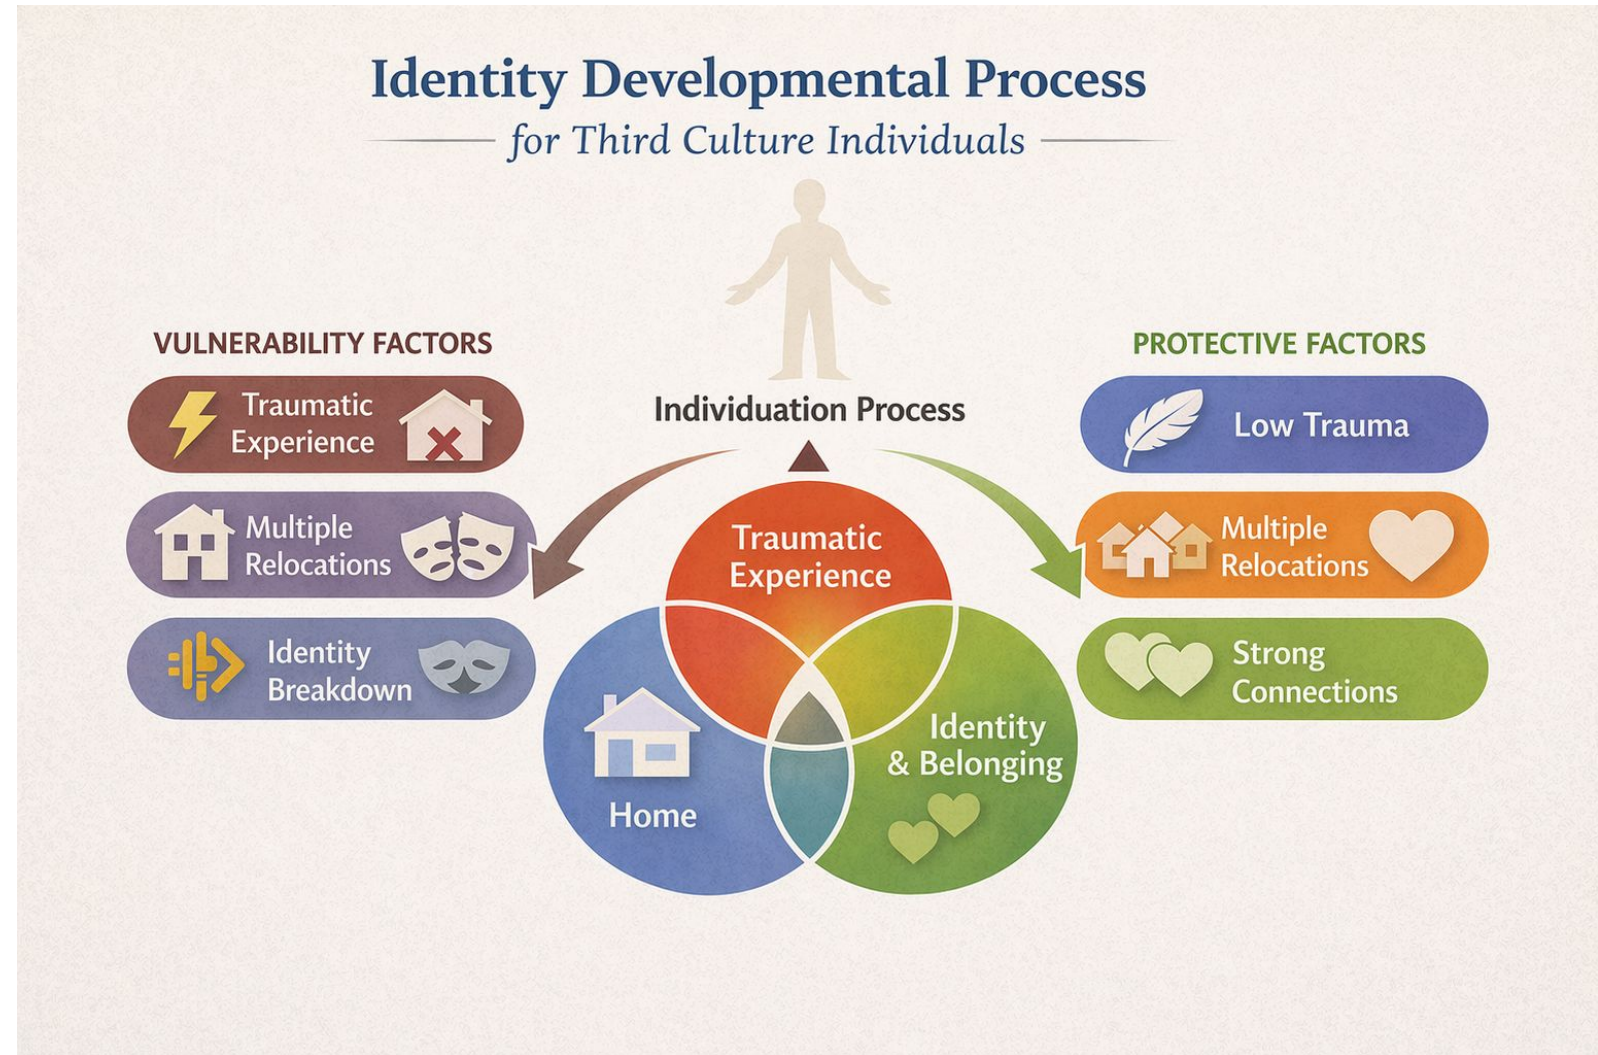 Identity Developmental Process
for Third Culture Individuals
VULNERABILITY FACTORS
Traumatic
Experience
Multiple
Relocations
Identity
Breakdown
Individuation Process
Traumatic
Experience
Home
Identity
& Belonging
PROTECTIVE FACTORS
Low Trauma
Multiple
Relocations
Strong
Connections